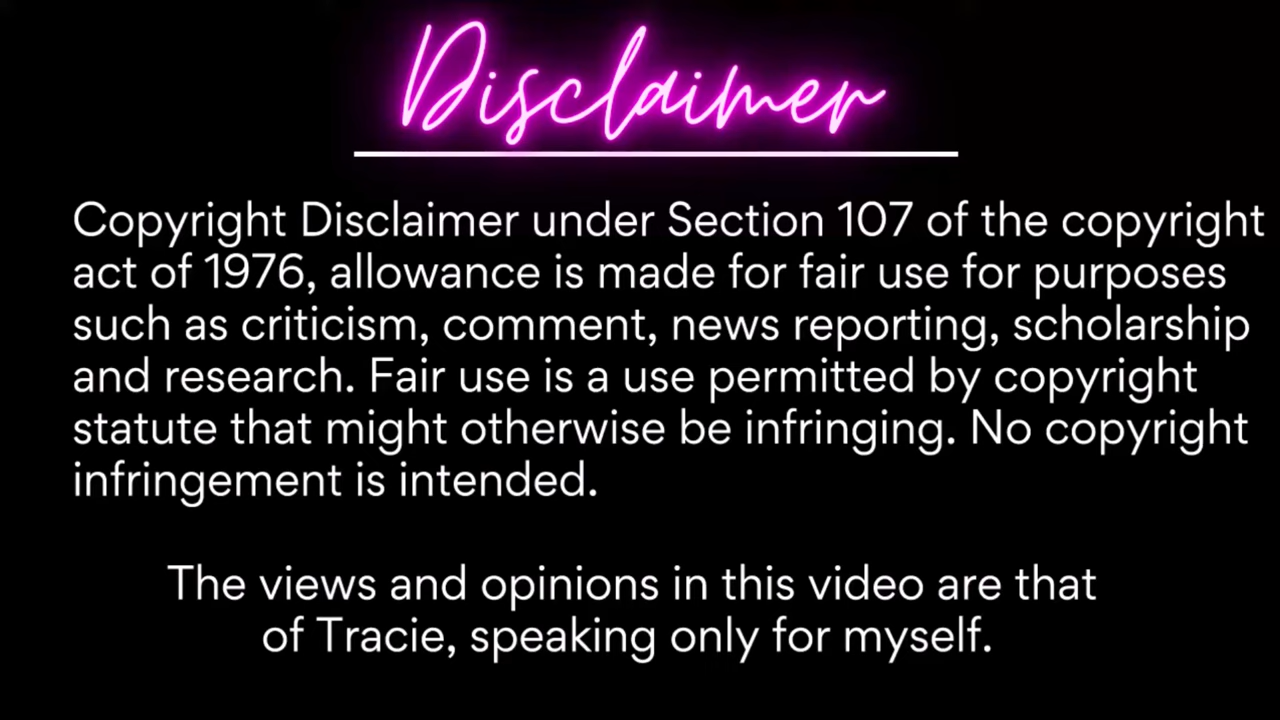 Disclaimer
Copyright Disclaimer under Section 107 of the copyright
act of 1976, allowance is made for fair use for purposes
such as criticism, comment, news reporting, scholarship
and research. Fair use is a use permitted by copyright
statute that might otherwise be infringing. No copyright
infringement is intended.
The views and opinions in this video are that
of Tracie, speaking only for myself.